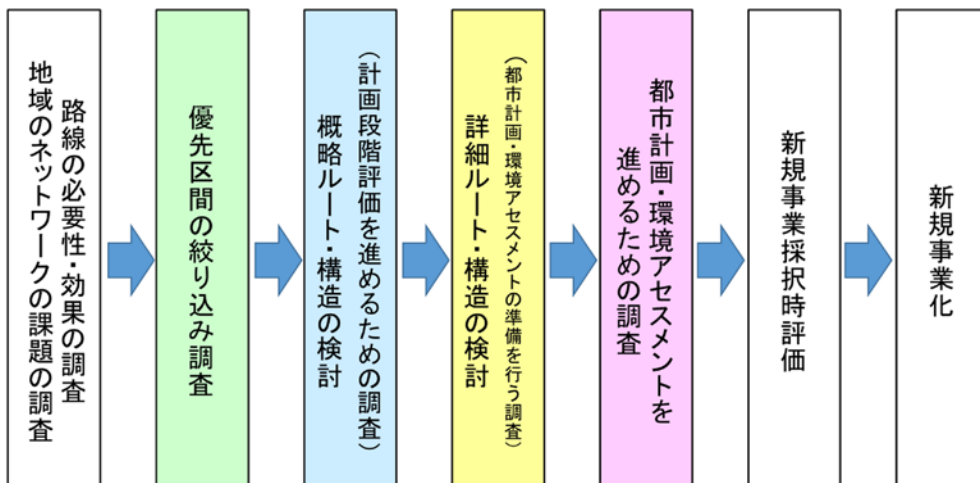 路線の必要性・効果の調査
地域のネットワークの課題の調査
優先区間の絞り込み調査
（計画段階評価を進めるための調査）
概略ルート・構造の検討
（都市計画・環境アセスメントの準備を行う調査）
詳細ルート・構造の検討
都市計画・環境アセスメントを
進めるための調査
新規事業採択時評価
新規事業化